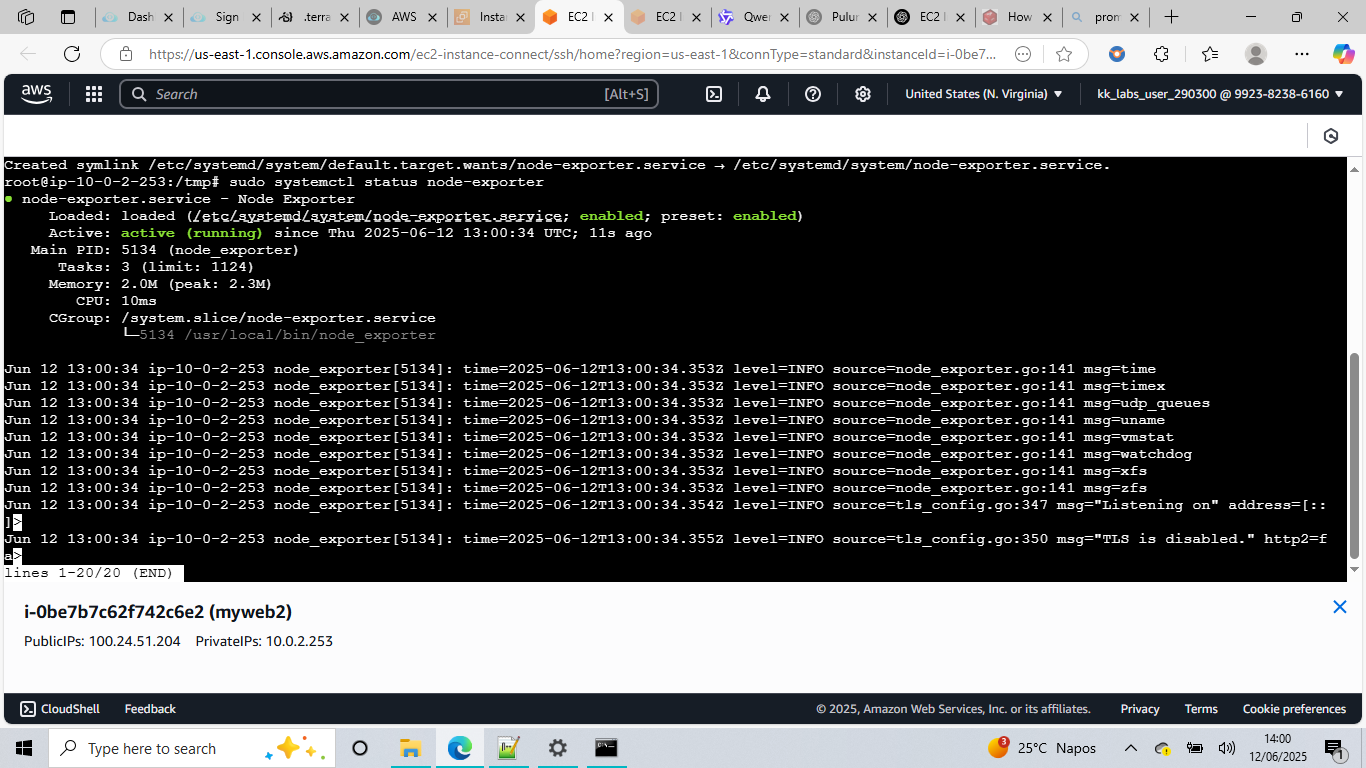 Dash
Sign
.terra
AWS
Instan
EC2 I
EC2 I
Qwer
Pulur
EC2 I
How
pron
https://us-east-1.console.aws.amazon.com/ec2-instance-connect/ssh/home?region=us-east-1&connType=standard&instanceId=i-0be7...
aws
Search
[Alt+S]
United States (N. Virginia)
kk_labs_user_290300 @ 9923-8238-6160
Created symlink /etc/systemd/system/default.target.wants/node-exporter.service → /etc/systemd/system/node-exporter.service.
root@ip-10-0-2-253:/tmp# sudo systemctl status node-exporter
● node-exporter.service - Node Exporter
Loaded: loaded (/etc/systemd/system/node-exporter.service; enabled; preset: enabled)
Active: active (running) since Thu 2025-06-12 13:00:34 UTC; 11s ago
Main PID: 5134 (node_exporter)
Tasks: 3 (limit: 1124)
Memory: 2.0M (peak: 2.3M)
CPU: 10ms
CGroup: /system.slice/node-exporter.service
└─5134 /usr/local/bin/node_exporter
Jun 12 13:00:34 ip-10-0-2-253 node_exporter[5134]: time=2025-06-12T13:00:34.353Z level=INFO source=node_exporter.go:141 msg=time
Jun 12 13:00:34 ip-10-0-2-253 node_exporter[5134]: time=2025-06-12T13:00:34.353Z level=INFO source=node_exporter.go:141 msg=timex
Jun 12 13:00:34 ip-10-0-2-253 node_exporter[5134]: time=2025-06-12T13:00:34.353Z level=INFO source=node_exporter.go:141 msg=udp_queues
Jun 12 13:00:34 ip-10-0-2-253 node_exporter[5134]: time=2025-06-12T13:00:34.353Z level=INFO source=node_exporter.go:141 msg=uname
Jun 12 13:00:34 ip-10-0-2-253 node_exporter[5134]: time=2025-06-12T13:00:34.353Z level=INFO source=node_exporter.go:141 msg=vmstat
Jun 12 13:00:34 ip-10-0-2-253 node_exporter[5134]: time=2025-06-12T13:00:34.353Z level=INFO source=node_exporter.go:141 msg=watchdog
Jun 12 13:00:34 ip-10-0-2-253 node_exporter[5134]: time=2025-06-12T13:00:34.353Z level=INFO source=node_exporter.go:141 msg=xfs
Jun 12 13:00:34 ip-10-0-2-253 node_exporter[5134]: time=2025-06-12T13:00:34.353Z level=INFO source=node_exporter.go:141 msg=zfs
Jun 12 13:00:34 ip-10-0-2-253 node_exporter[5134]: time=2025-06-12T13:00:34.354Z level=INFO source=tls_config.go:347 msg="Listening on" address=[::
]>
Jun 12 13:00:34 ip-10-0-2-253 node_exporter[5134]: time=2025-06-12T13:00:34.355Z level=INFO source=tls_config.go:350 msg="TLS is disabled." http2=f
a>
lines 1-20/20 (END)
i-0be7b7c62f742c6e2 (myweb2)
PublicIPs: 100.24.51.204 PrivateIPs: 10.0.2.253
CloudShell
Feedback
© 2025, Amazon Web Services, Inc. or its affiliates.
Privacy
Terms
Cookie preferences
Type here to search
3
25°C Napos
14:00
12/06/2025
1